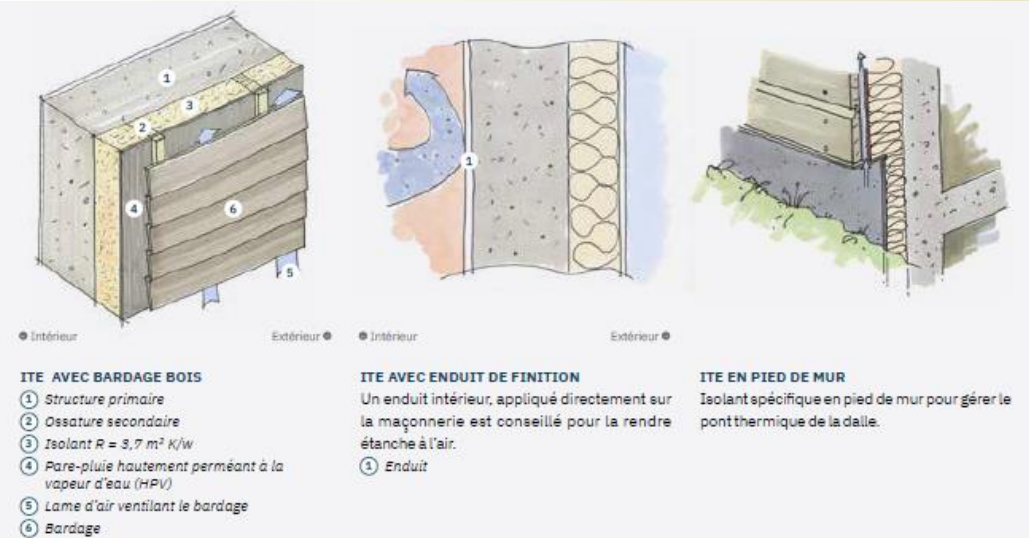 1
3
2
4
6
5
Intérieur
Extérieur
ITE AVEC BARDAGE BOIS
1 Structure primaire
2 Ossature secondaire
3 Isolant R = 3,7 m² K/w
4 Pare-pluie hautement perméant à la
vapeur d'eau (HPV)
5 Lame d'air ventilant le bardage
6 Bardage
1
Intérieur
Extérieur
ITE AVEC ENDUIT DE FINITION
Un enduit intérieur, appliqué directement sur
la maçonnerie est conseillé pour la rendre
étanche à l'air.
1 Enduit
ITE EN PIED DE MUR
Isolant spécifique en pied de mur pour gérer le
pont thermique de la dalle.